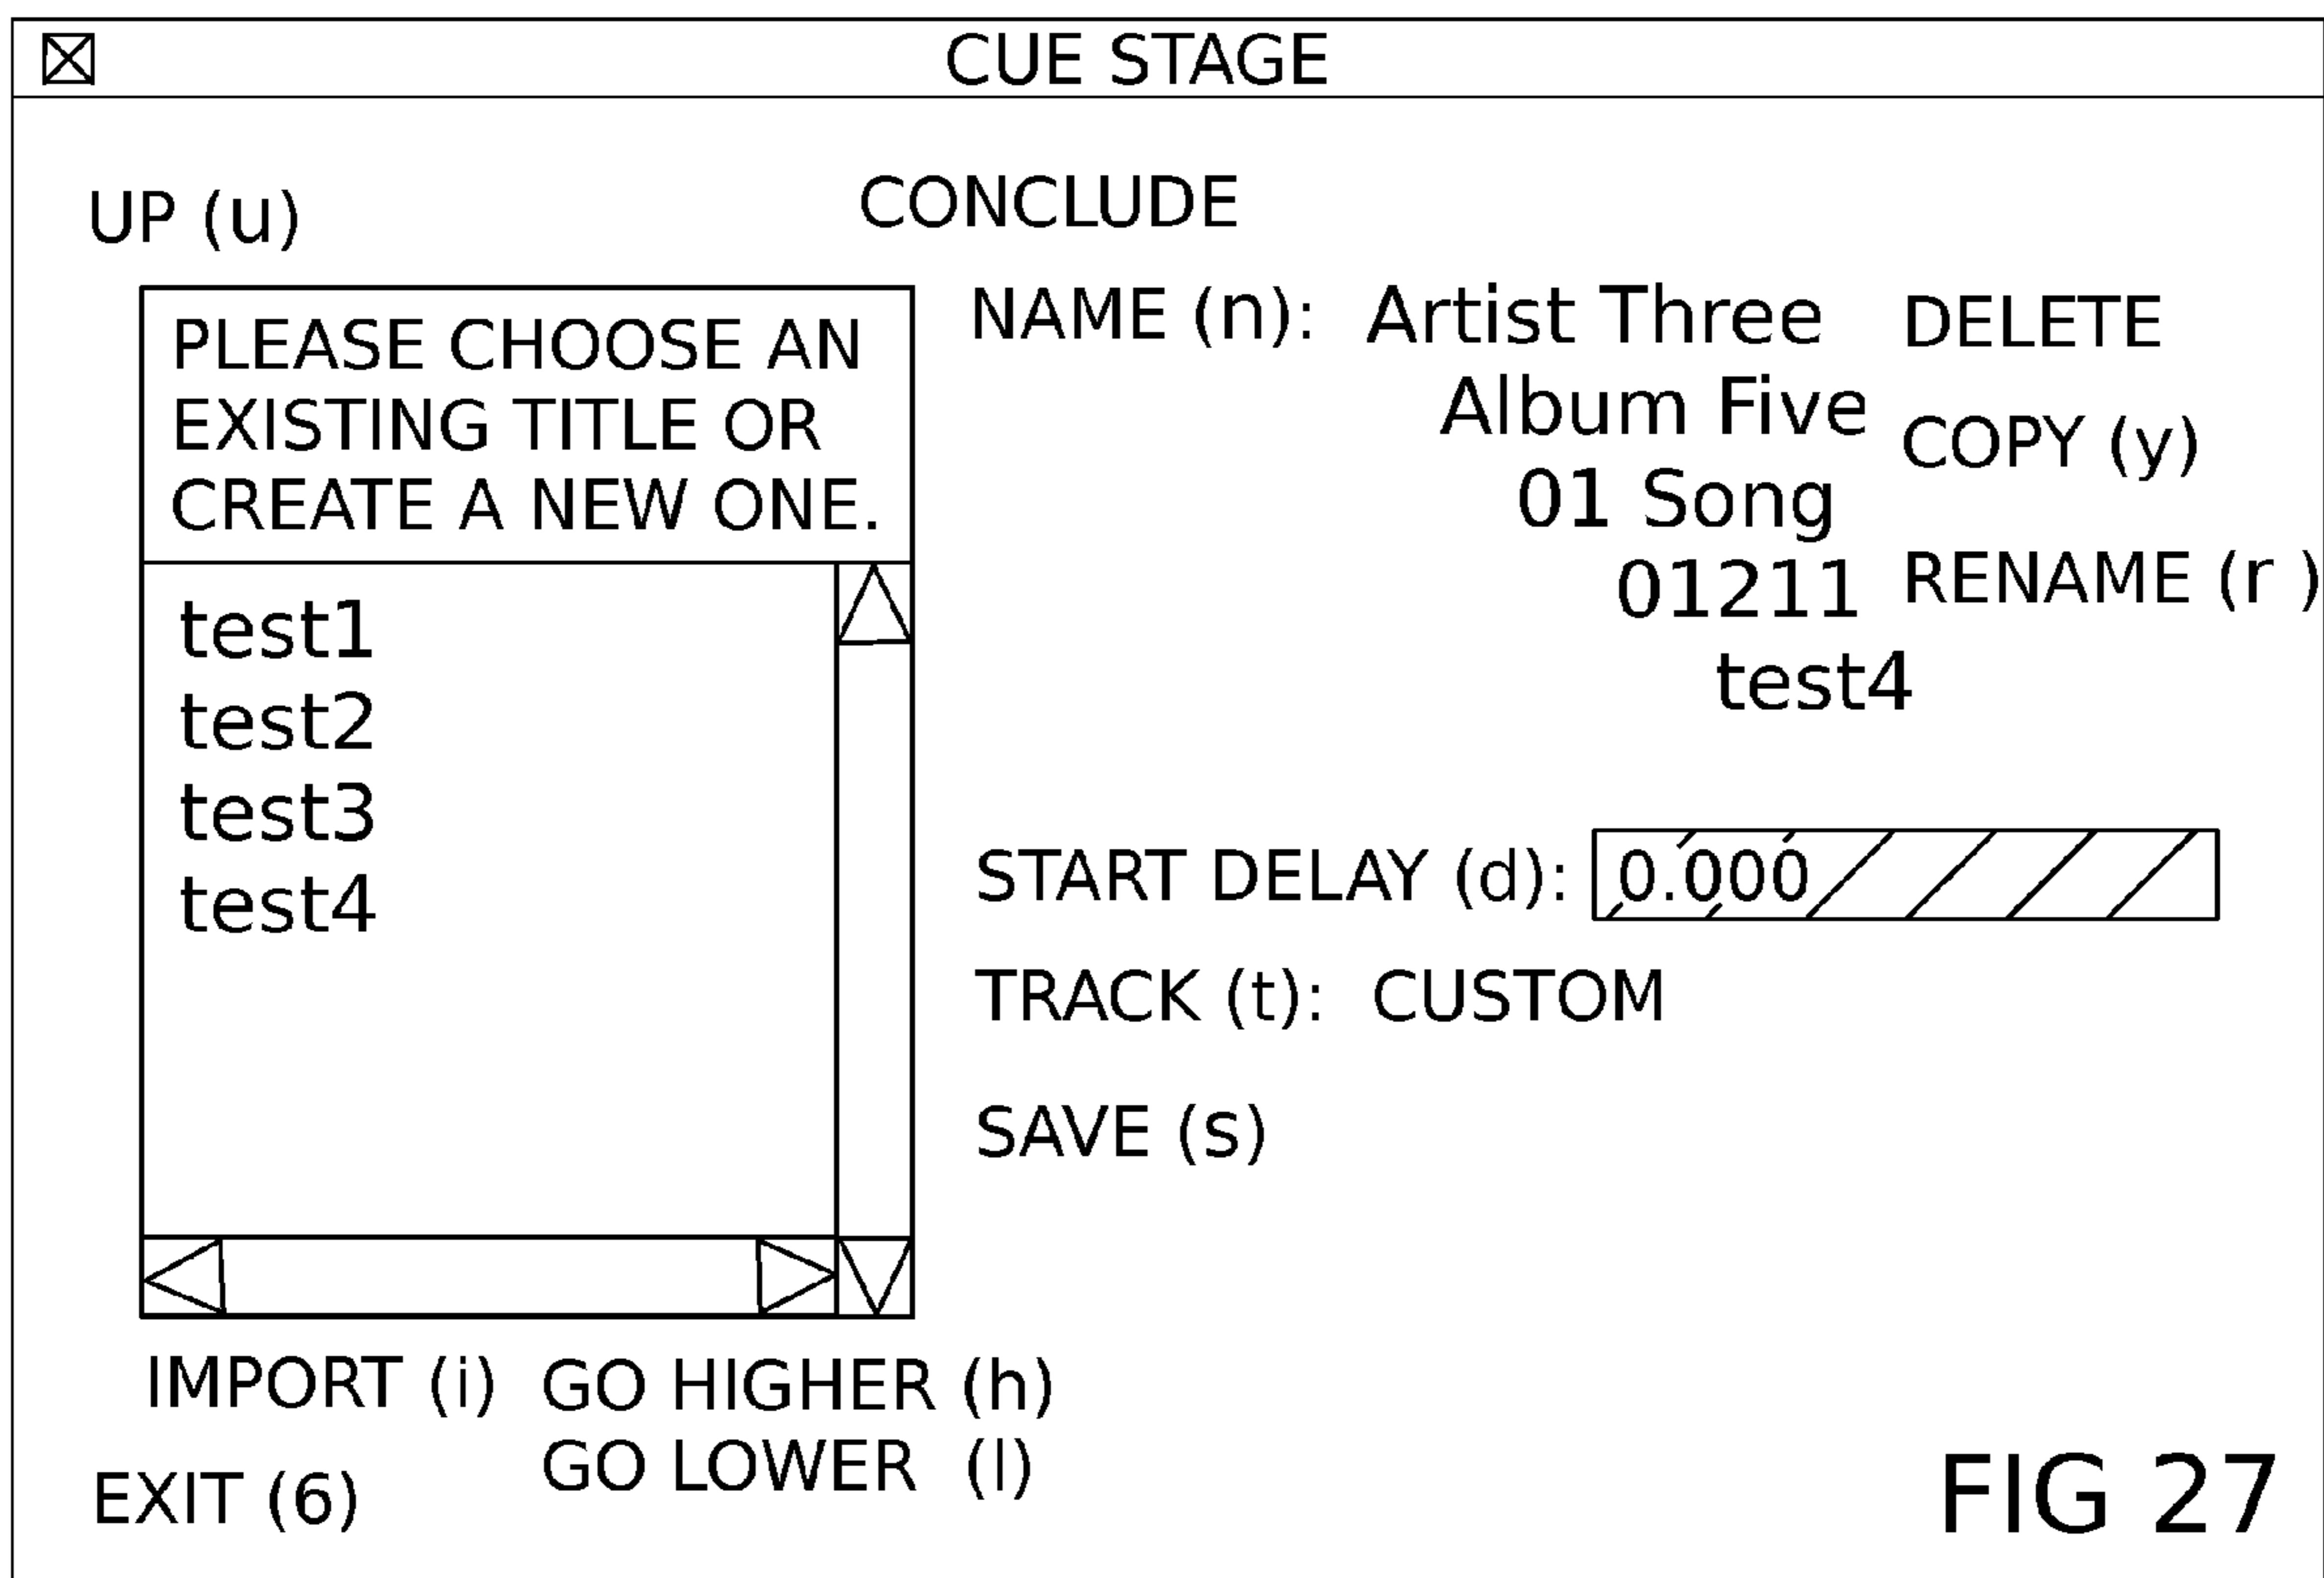 CUE STAGE
UP (u)
CONCLUDE
PLEASE CHOOSE AN
EXISTING TITLE OR
CREATE A NEW ONE.
test1
test2
test3
test4
IMPORT (i)
GO HIGHER (h)
GO LOWER (l)
EXIT (6)
NAME (n): Artist Three
Album Five
01 Song
01211
test4
DELETE
COPY (y)
RENAME (r )
START DELAY (d): 0.000
TRACK (t): CUSTOM
SAVE (s)
FIG 27